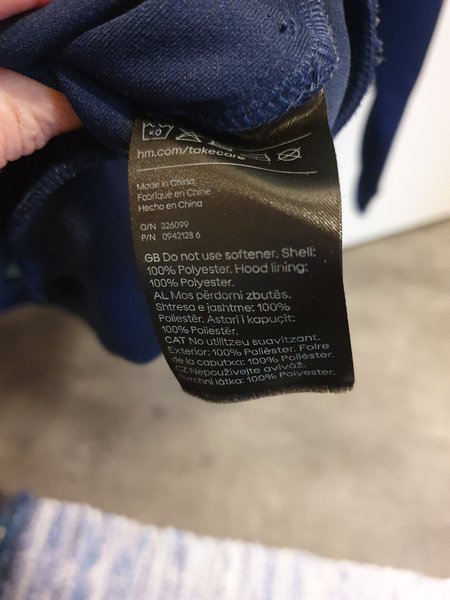 hm.com/takecare
Made in China
Fabriqué en Chine
Hecho en China
O/N 326099
P/N 0942128 6
GB Do not use softener. Shell:
100% Polyester. Hood lining:
100% Polyester.
AL Mos përdorni zbutës.
Shtresa e jashtme: 100%
Poliestër. Astari i kapuçit:
100% Poliestër.
CAT No utilitzeu suavitzant.
Exterior: 100% Polièster. Folre
de la caputxa: 100% Polièster.
CZ Nepoužívejte aviváž.
vrchní látka: 100% Polyester.